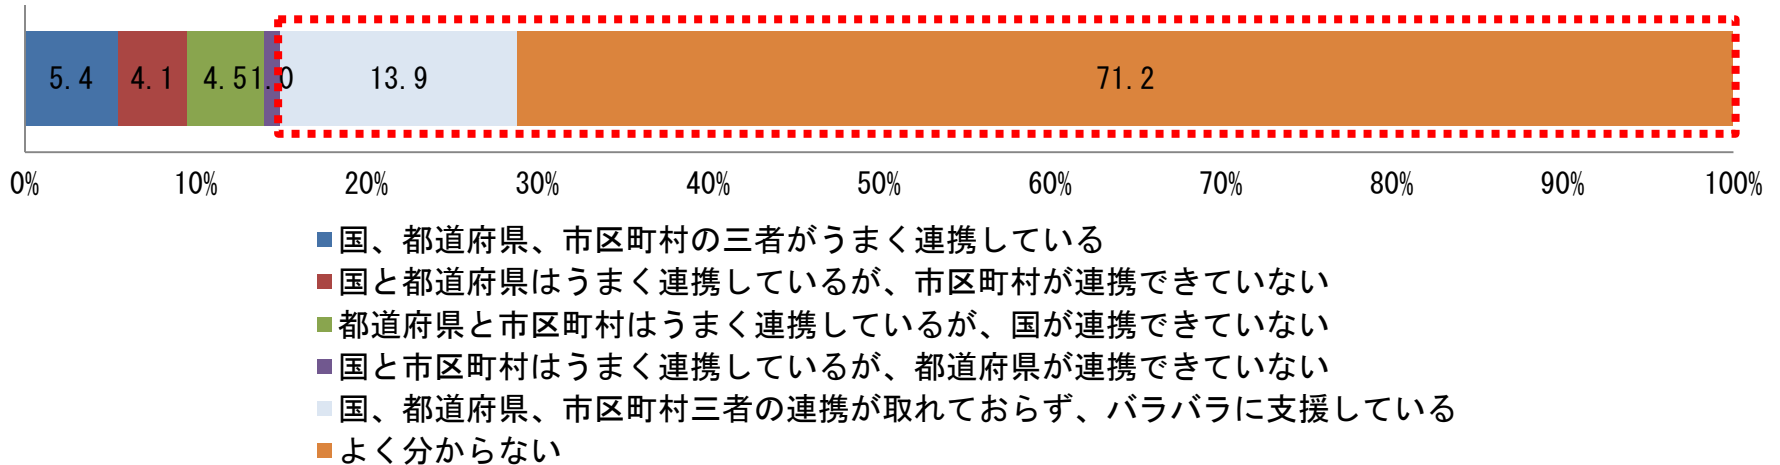 5.4 4.1 4.5 1.0 13.9 71.2
0% 10% 20% 30% 40% 50% 60% 70% 80% 90% 100%
国、都道府県、市区町村の三者がうまく連携している
国と都道府県はうまく連携しているが、市区町村が連携できていない
都道府県と市区町村はうまく連携しているが、国が連携できていない
国と市区町村はうまく連携しているが、都道府県が連携できていない
国、都道府県、市区町村三者の連携が取れておらず、バラバラに支援している
よく分からない